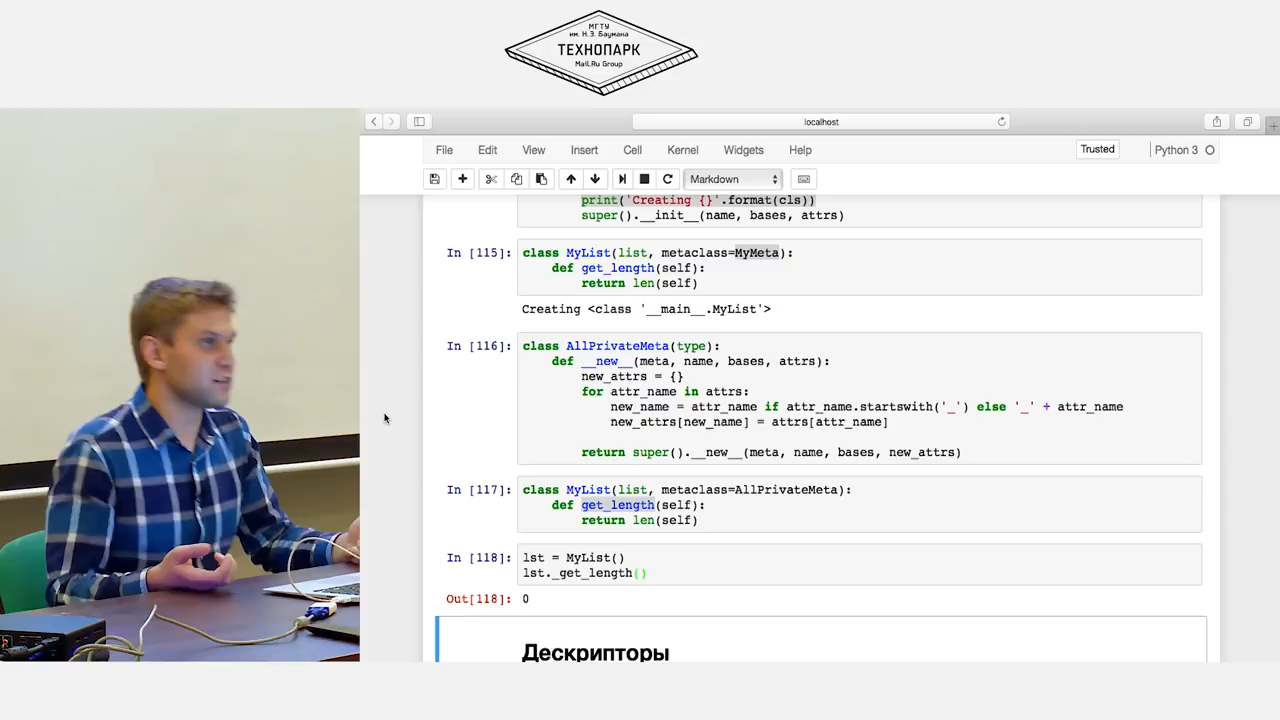 МГТУ
им. Н.Э. Баумана
ТЕХНОПАРК
Mail.Ru Group
localhost
File Edit View Insert Cell Kernel Widgets Help Trusted Python 3
Markdown
print('Creating {}'.format(cls))
super().__init__(name, bases, attrs)
In [115]: class MyList(list, metaclass=MyMeta):
def get_length(self):
return len(self)
Creating <class '__main__.MyList'>
In [116]: class AllPrivateMeta(type):
def __new__(meta, name, bases, attrs):
new_attrs = {}
for attr_name in attrs:
new_name = attr_name if attr_name.startswith('_') else '_' + attr_name
new_attrs[new_name] = attrs[attr_name]
return super().__new__(meta, name, bases, new_attrs)
In [117]: class MyList(list, metaclass=AllPrivateMeta):
def get_length(self):
return len(self)
In [118]: lst = MyList()
lst._get_length()
Out[118]: 0
Дескрипторы